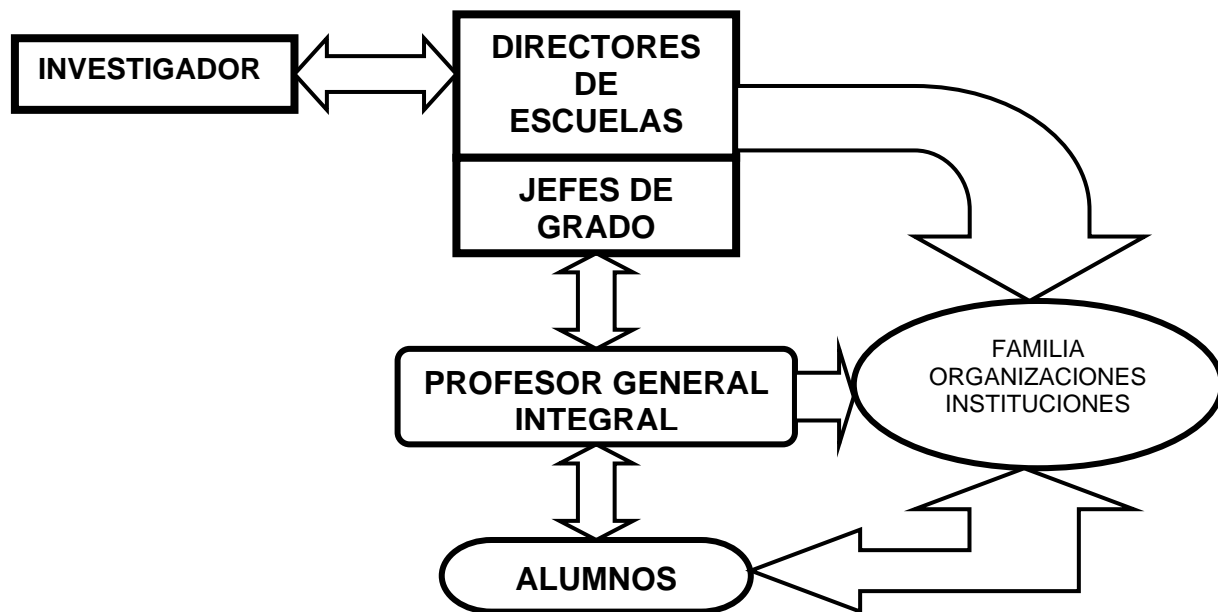 INVESTIGADOR
DIRECTORES
DE
ESCUELAS
JEFES DE
GRADO
PROFESOR GENERAL
INTEGRAL
FAMILIA
ORGANIZACIONES
INSTITUCIONES
ALUMNOS